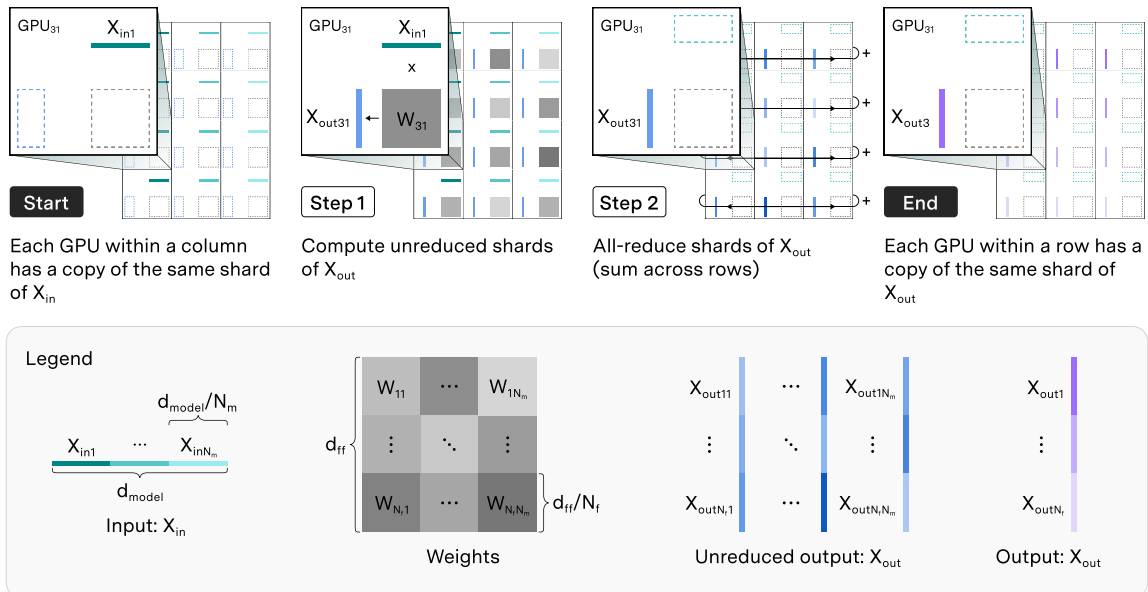 GPU31
Xin1
Start
Each GPU within a column
has a copy of the same shard
of Xin
GPU31
Xin1
x
Xout31
W31
Step 1
Compute unreduced shards
of Xout
GPU31
Xout31
+
+
+
+
Step 2
All-reduce shards of Xout
(sum across rows)
GPU31
Xout3
End
Each GPU within a row has a
copy of the same shard of
Xout
Legend
dmodel/Nm
Xin1 ... XinNm
dmodel
Input: Xin
dff
W11 ... W1Nm
⋮ ⋱ ⋮
WNf1 ... WNfNm
dff/Nf
Weights
Xout11 ... Xout1Nm
⋮ ⋱ ⋮
XoutNf1 ... XoutNfNm
Unreduced output: Xout
Xout1
⋮
XoutNf
Output: Xout